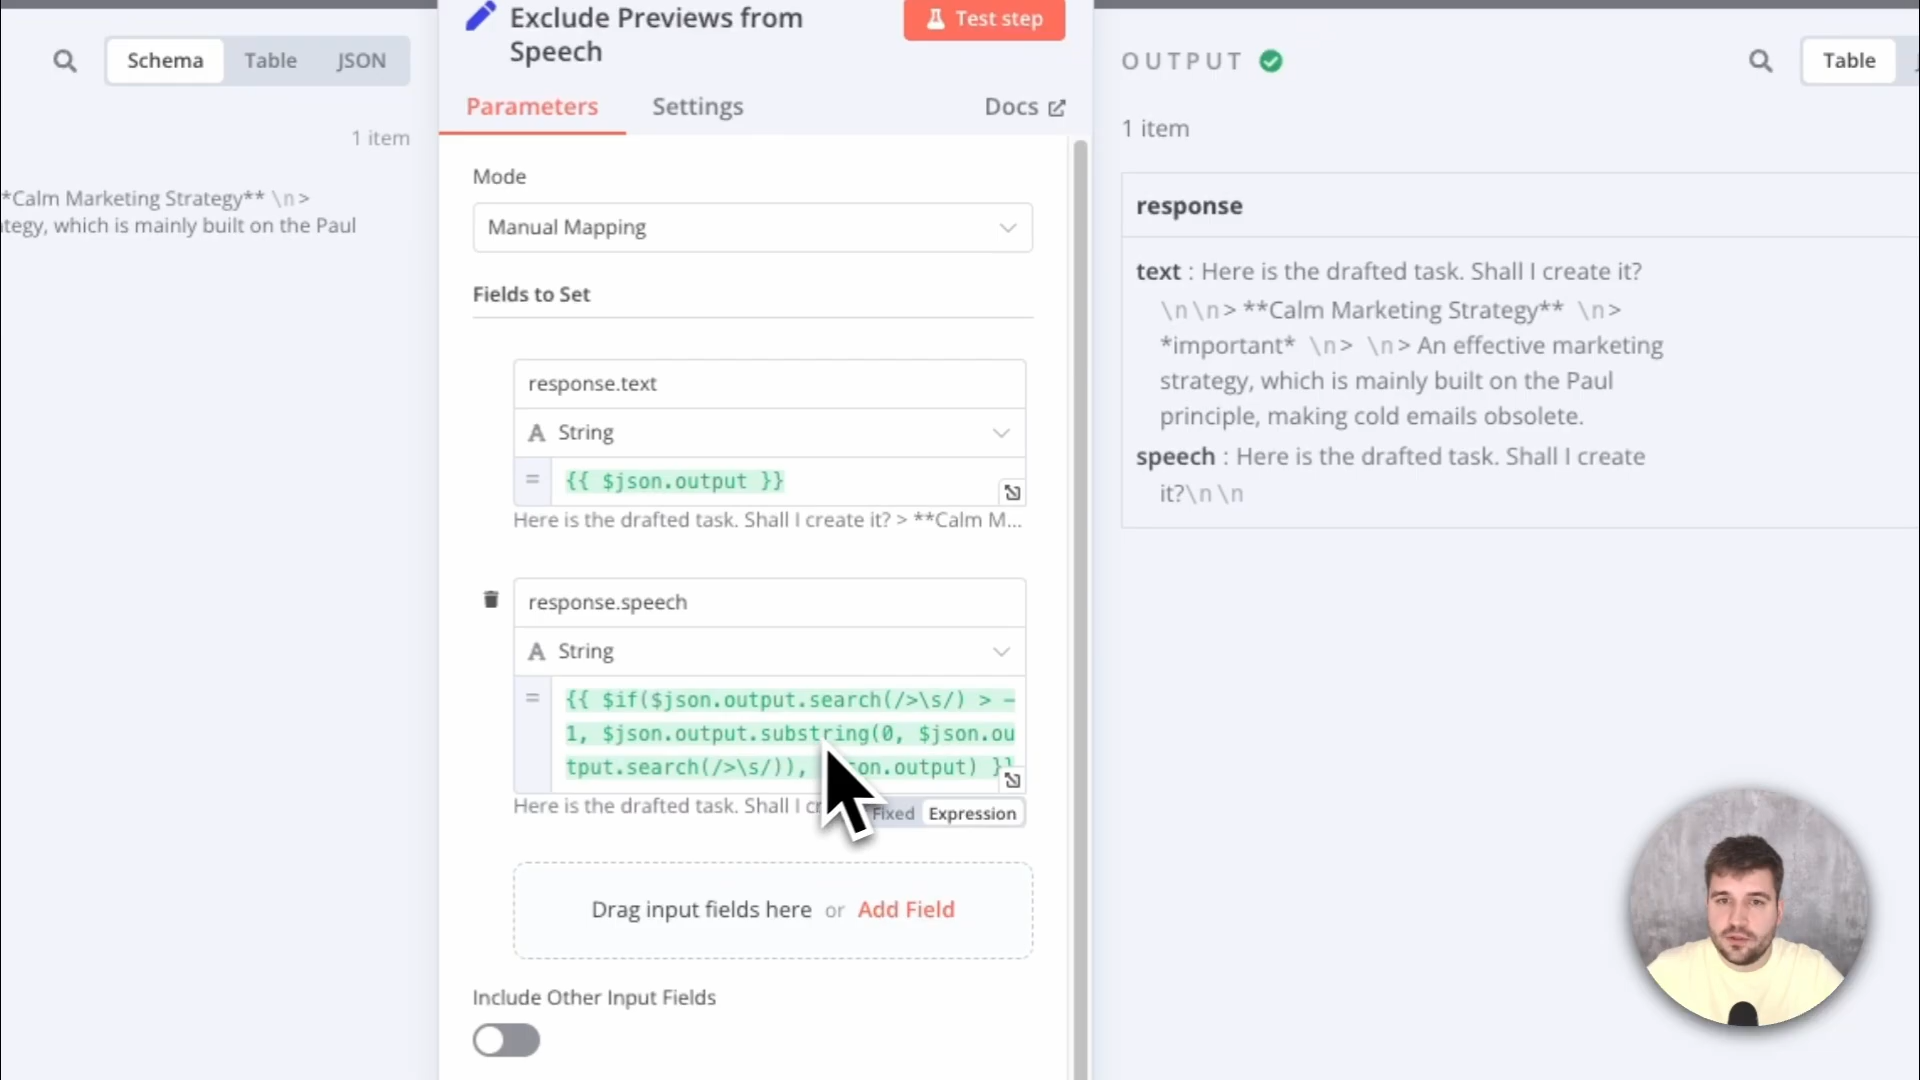 Schema
Table
JSON
1 item
*Calm Marketing Strategy** \n>
tegy, which is mainly built on the Paul
Exclude Previews from
Speech
Test step
Parameters
Settings
Docs
Mode
Manual Mapping
Fields to Set
response.text
A String
= {{ $json.output }}
Here is the drafted task. Shall I create it? > **Calm M...
response.speech
A String
= {{ $if($json.output.search(/>\s/) > -
1, $json.output.substring(0, $json.ou
tput.search(/>\s/)), on.output) }}
Here is the drafted task. Shall I cr
Fixed
Expression
Drag input fields here or Add Field
Include Other Input Fields
OUTPUT
Table
1 item
response
text : Here is the drafted task. Shall I create it?
\n\n> **Calm Marketing Strategy** \n>
*important* \n> \n> An effective marketing
strategy, which is mainly built on the Paul
principle, making cold emails obsolete.
speech : Here is the drafted task. Shall I create
it?\n\n